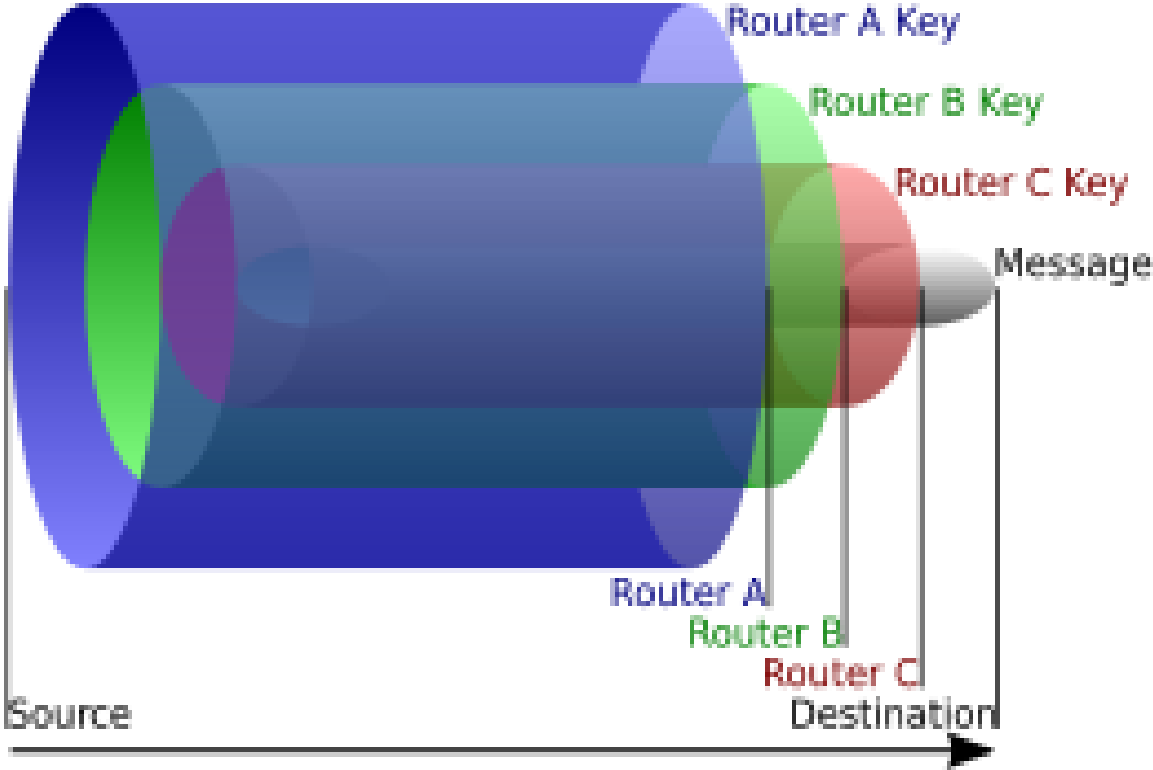 Router A Key
Router B Key
Router C Key
Message
Router A
Router B
Router C
Source
Destination